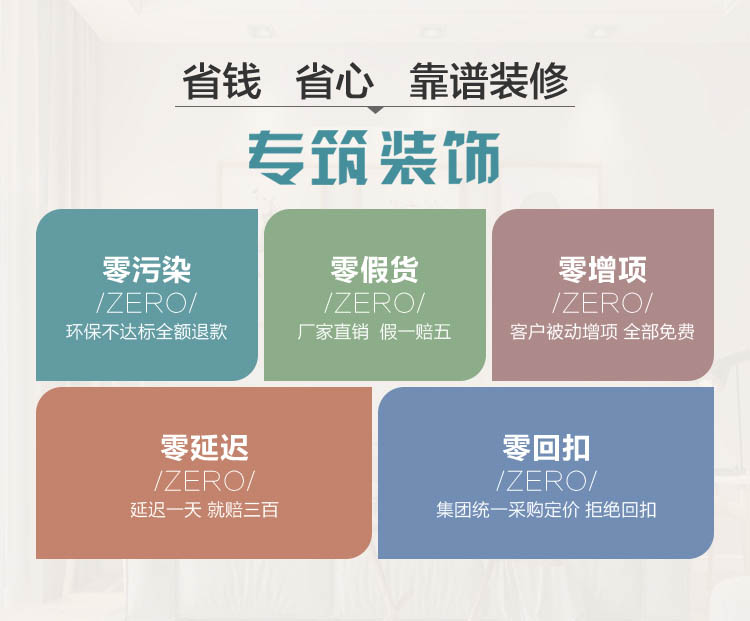 省钱 省心 靠谱装修
专筑装饰
零污染
/ZERO/
环保不达标全额退款
零假货
/ZERO/
厂家直销 假一赔五
零增项
/ZERO/
客户被动增项 全部免费
零延迟
/ZERO/
延迟一天 就赔三百
零回扣
/ZERO/
集团统一采购定价 拒绝回扣